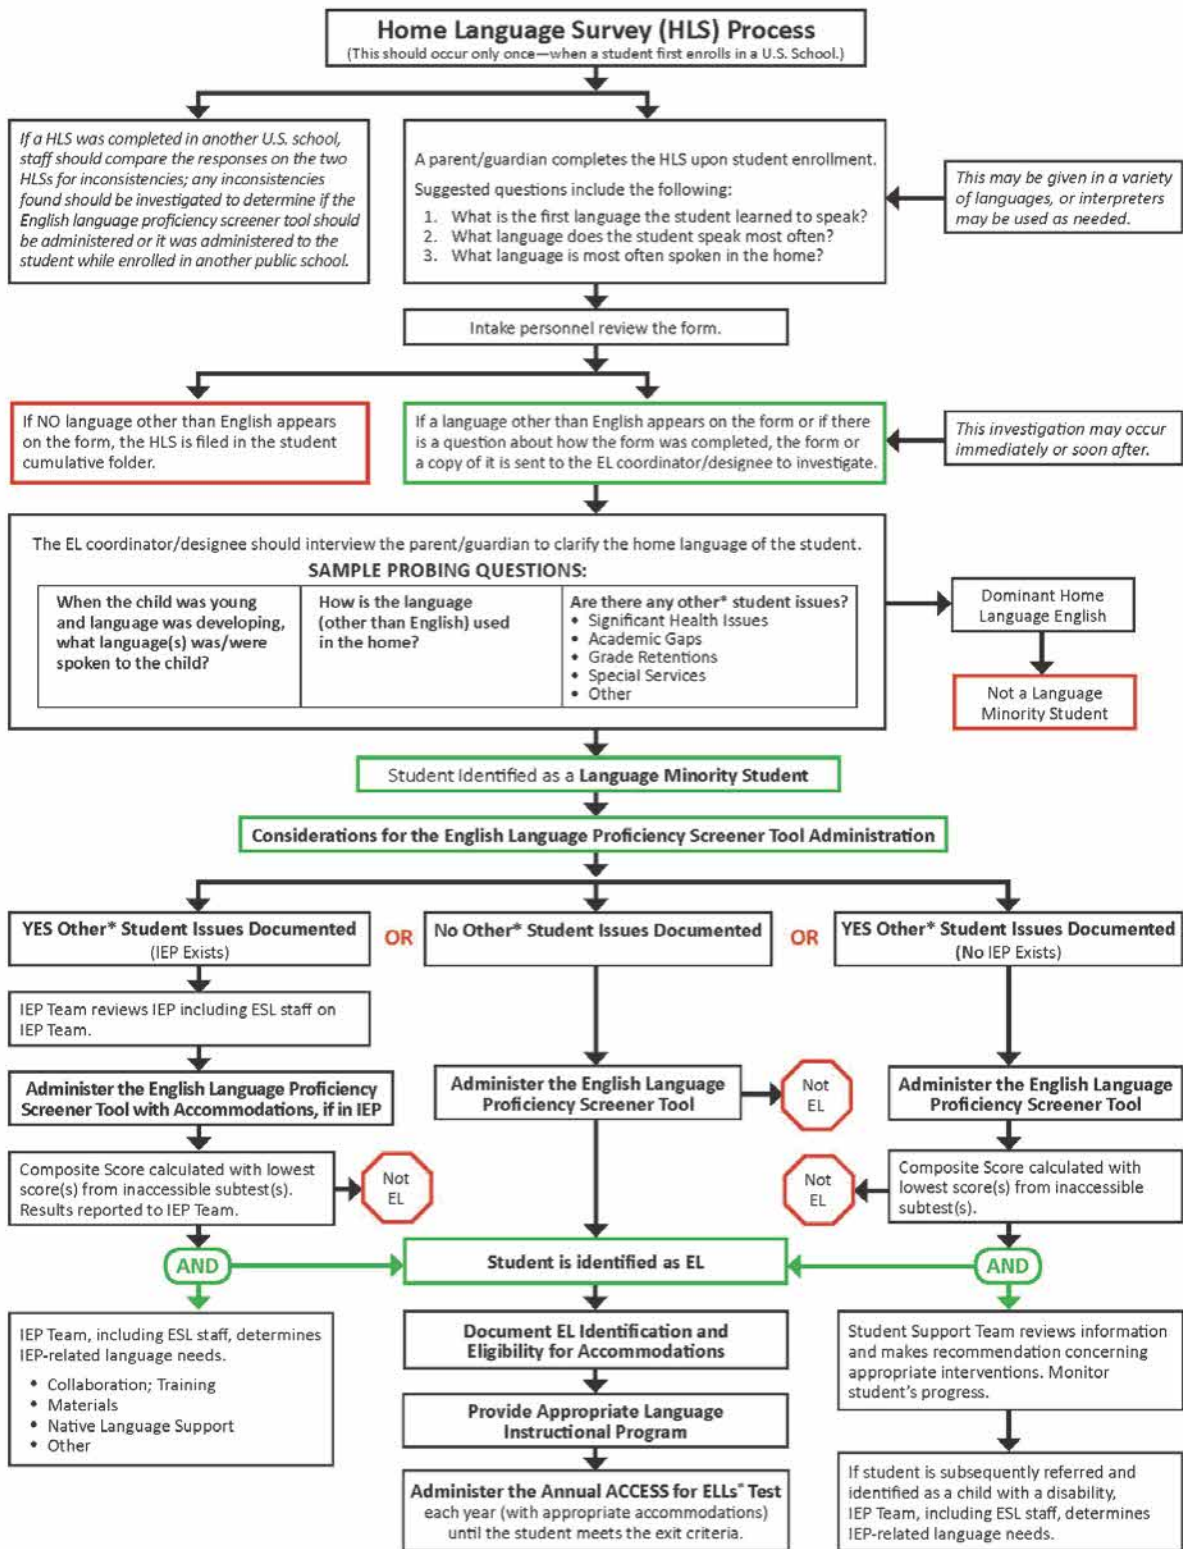 Home Language Survey (HLS) Process
(This should occur only once—when a student first enrolls in a U.S. School.)
If a HLS was completed in another U.S. school,
staff should compare the responses on the two
HLSs for inconsistencies; any inconsistencies
found should be investigated to determine if the
English language proficiency screener tool should
be administered or it was administered to the
student while enrolled in another public school.
A parent/guardian completes the HLS upon student enrollment.
Suggested questions include the following:
1. What is the first language the student learned to speak?
2. What language does the student speak most often?
3. What language is most often spoken in the home?
This may be given in a variety
of languages, or interpreters
may be used as needed.
Intake personnel review the form.
If NO language other than English appears
on the form, the HLS is filed in the student
cumulative folder.
If a language other than English appears on the form or if there
is a question about how the form was completed, the form or
a copy of it is sent to the EL coordinator/designee to investigate.
This investigation may occur
immediately or soon after.
The EL coordinator/designee should interview the parent/guardian to clarify the home language of the student.
SAMPLE PROBING QUESTIONS:
When the child was young
and language was developing,
what language(s) was/were
spoken to the child?
How is the language
(other than English) used
in the home?
Are there any other* student issues?
• Significant Health Issues
• Academic Gaps
• Grade Retentions
• Special Services
• Other
Dominant Home
Language English
Not a Language
Minority Student
Student Identified as a Language Minority Student
Considerations for the English Language Proficiency Screener Tool Administration
YES Other* Student Issues Documented
(IEP Exists)
OR
No Other* Student Issues Documented
OR
YES Other* Student Issues Documented
(No IEP Exists)
IEP Team reviews IEP including ESL staff on
IEP Team.
Administer the English Language Proficiency
Screener Tool with Accommodations, if in IEP
Administer the English Language
Proficiency Screener Tool
Not
EL
Administer the English Language
Proficiency Screener Tool
Composite Score calculated with lowest
score(s) from inaccessible subtest(s).
Results reported to IEP Team.
Not
EL
Not
EL
Composite Score calculated with
lowest score(s) from inaccessible
subtest(s).
AND
Student is identified as EL
AND
IEP Team, including ESL staff, determines
IEP-related language needs.
• Collaboration; Training
• Materials
• Native Language Support
• Other
Document EL Identification and
Eligibility for Accommodations
Provide Appropriate Language
Instructional Program
Administer the Annual ACCESS for ELLs® Test
each year (with appropriate accommodations)
until the student meets the exit criteria.
Student Support Team reviews information
and makes recommendation concerning
appropriate interventions. Monitor
student's progress.
If student is subsequently referred and
identified as a child with a disability,
IEP Team, including ESL staff, determines
IEP-related language needs.